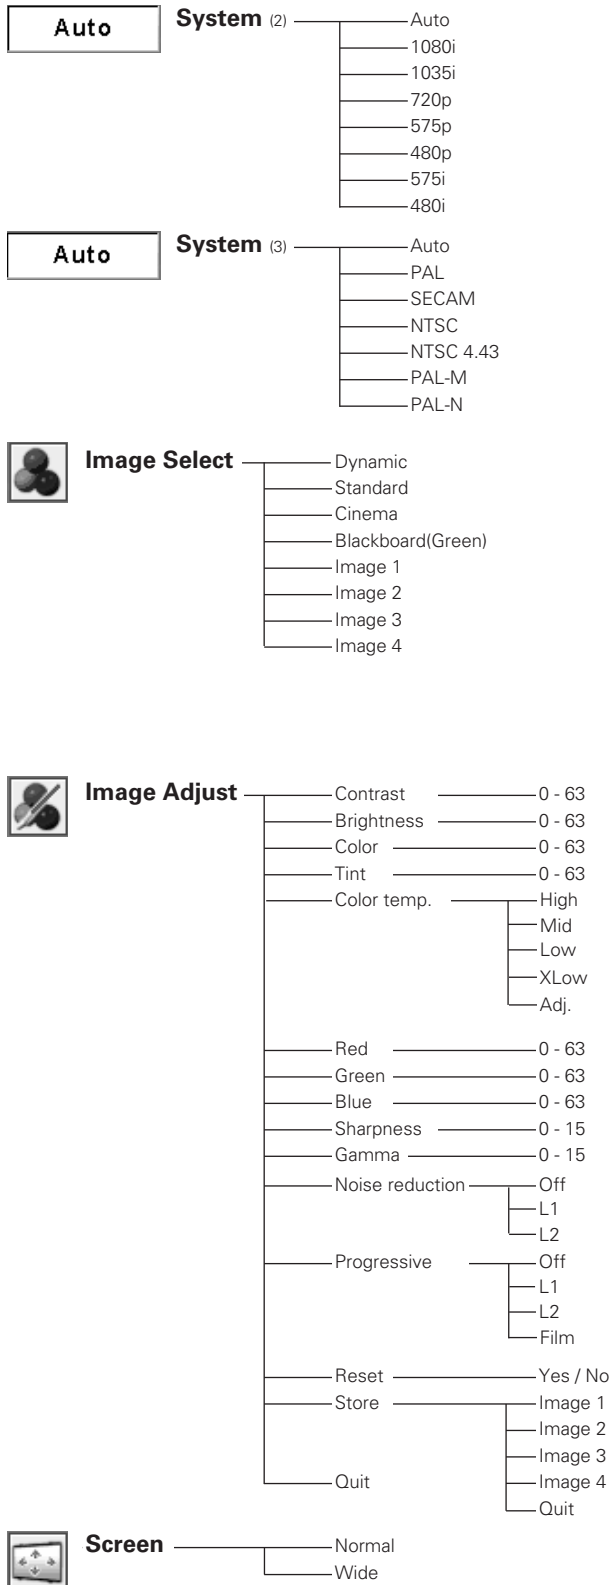 Auto
System (2)
Auto
1080i
1035i
720p
575p
480p
575i
480i
Auto
System (3)
Auto
PAL
SECAM
NTSC
NTSC 4.43
PAL-M
PAL-N
Image Select
Dynamic
Standard
Cinema
Blackboard(Green)
Image 1
Image 2
Image 3
Image 4
Image Adjust
Contrast 0 - 63
Brightness 0 - 63
Color 0 - 63
Tint 0 - 63
Color temp. High
Mid
Low
XLow
Adj.
Red 0 - 63
Green 0 - 63
Blue 0 - 63
Sharpness 0 - 15
Gamma 0 - 15
Noise reduction Off
L1
L2
Progressive Off
L1
L2
Film
Reset Yes / No
Store Image 1
Image 2
Image 3
Quit Image 4
Quit
Screen
Normal
Wide